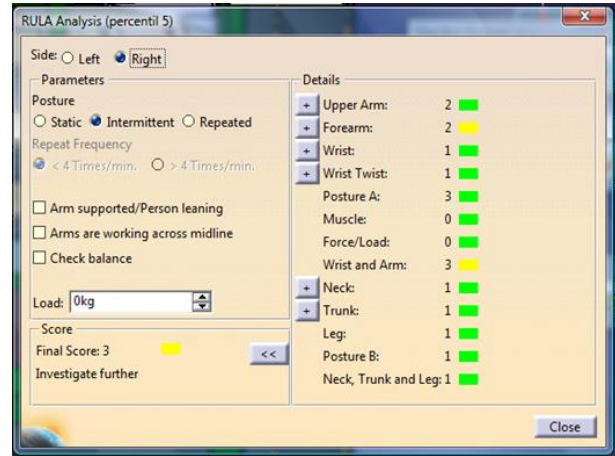 RULA Analysis (percentil 5)
Side: Left Right
Parameters
Posture
Static Intermittent Repeated
Repeat Frequency
< 4 Times/min. > 4 Times/min.
Arm supported/Person leaning
Arms are working across midline
Check balance
Load: 0kg
Score
Final Score: 3
<<
Investigate further
Details
+ Upper Arm: 2
+ Forearm: 2
+ Wrist: 1
+ Wrist Twist: 1
Posture A: 3
Muscle: 0
Force/Load: 0
Wrist and Arm: 3
+ Neck: 1
+ Trunk: 1
Leg: 1
Posture B: 1
Neck, Trunk and Leg: 1
Close